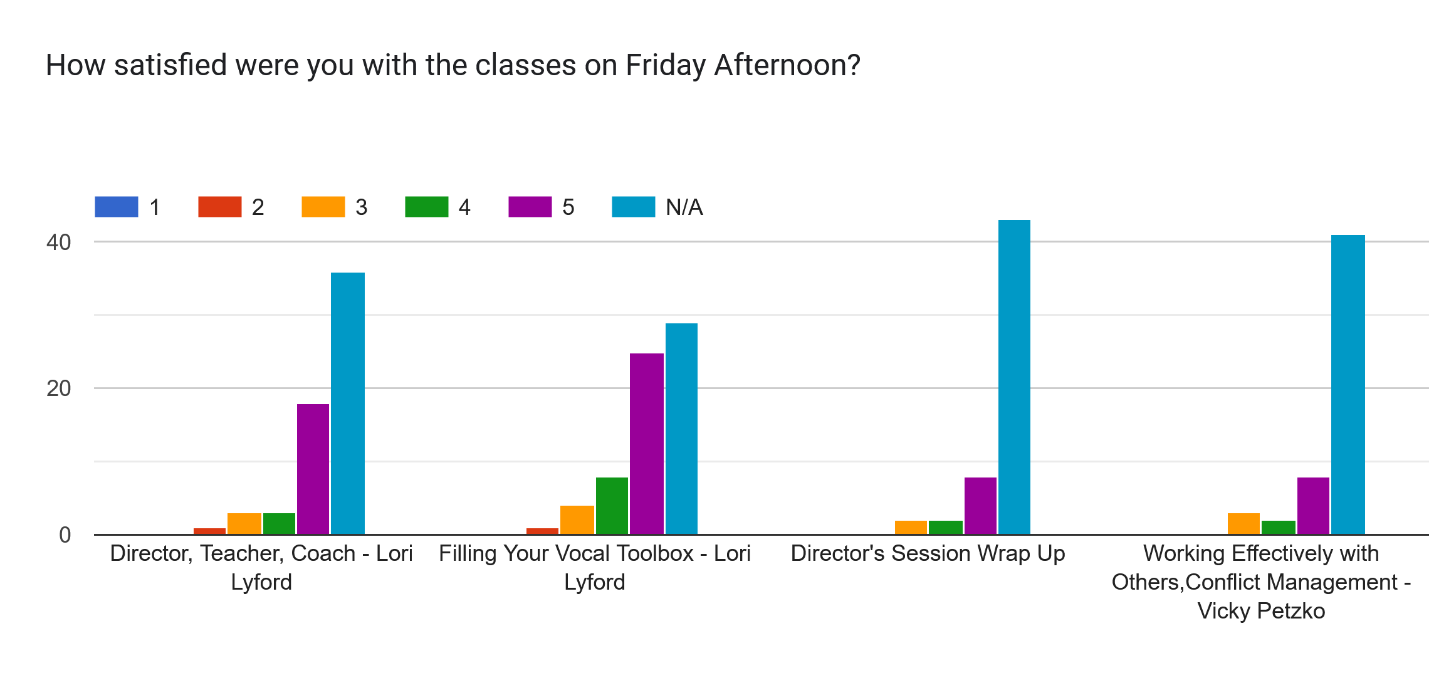 How satisfied were you with the classes on Friday Afternoon?
1 2 3 4 5 N/A
40
20
0
Director, Teacher, Coach - Lori
Lyford
Filling Your Vocal Toolbox - Lori
Lyford
Director's Session Wrap Up
Working Effectively with
Others,Conflict Management -
Vicky Petzko